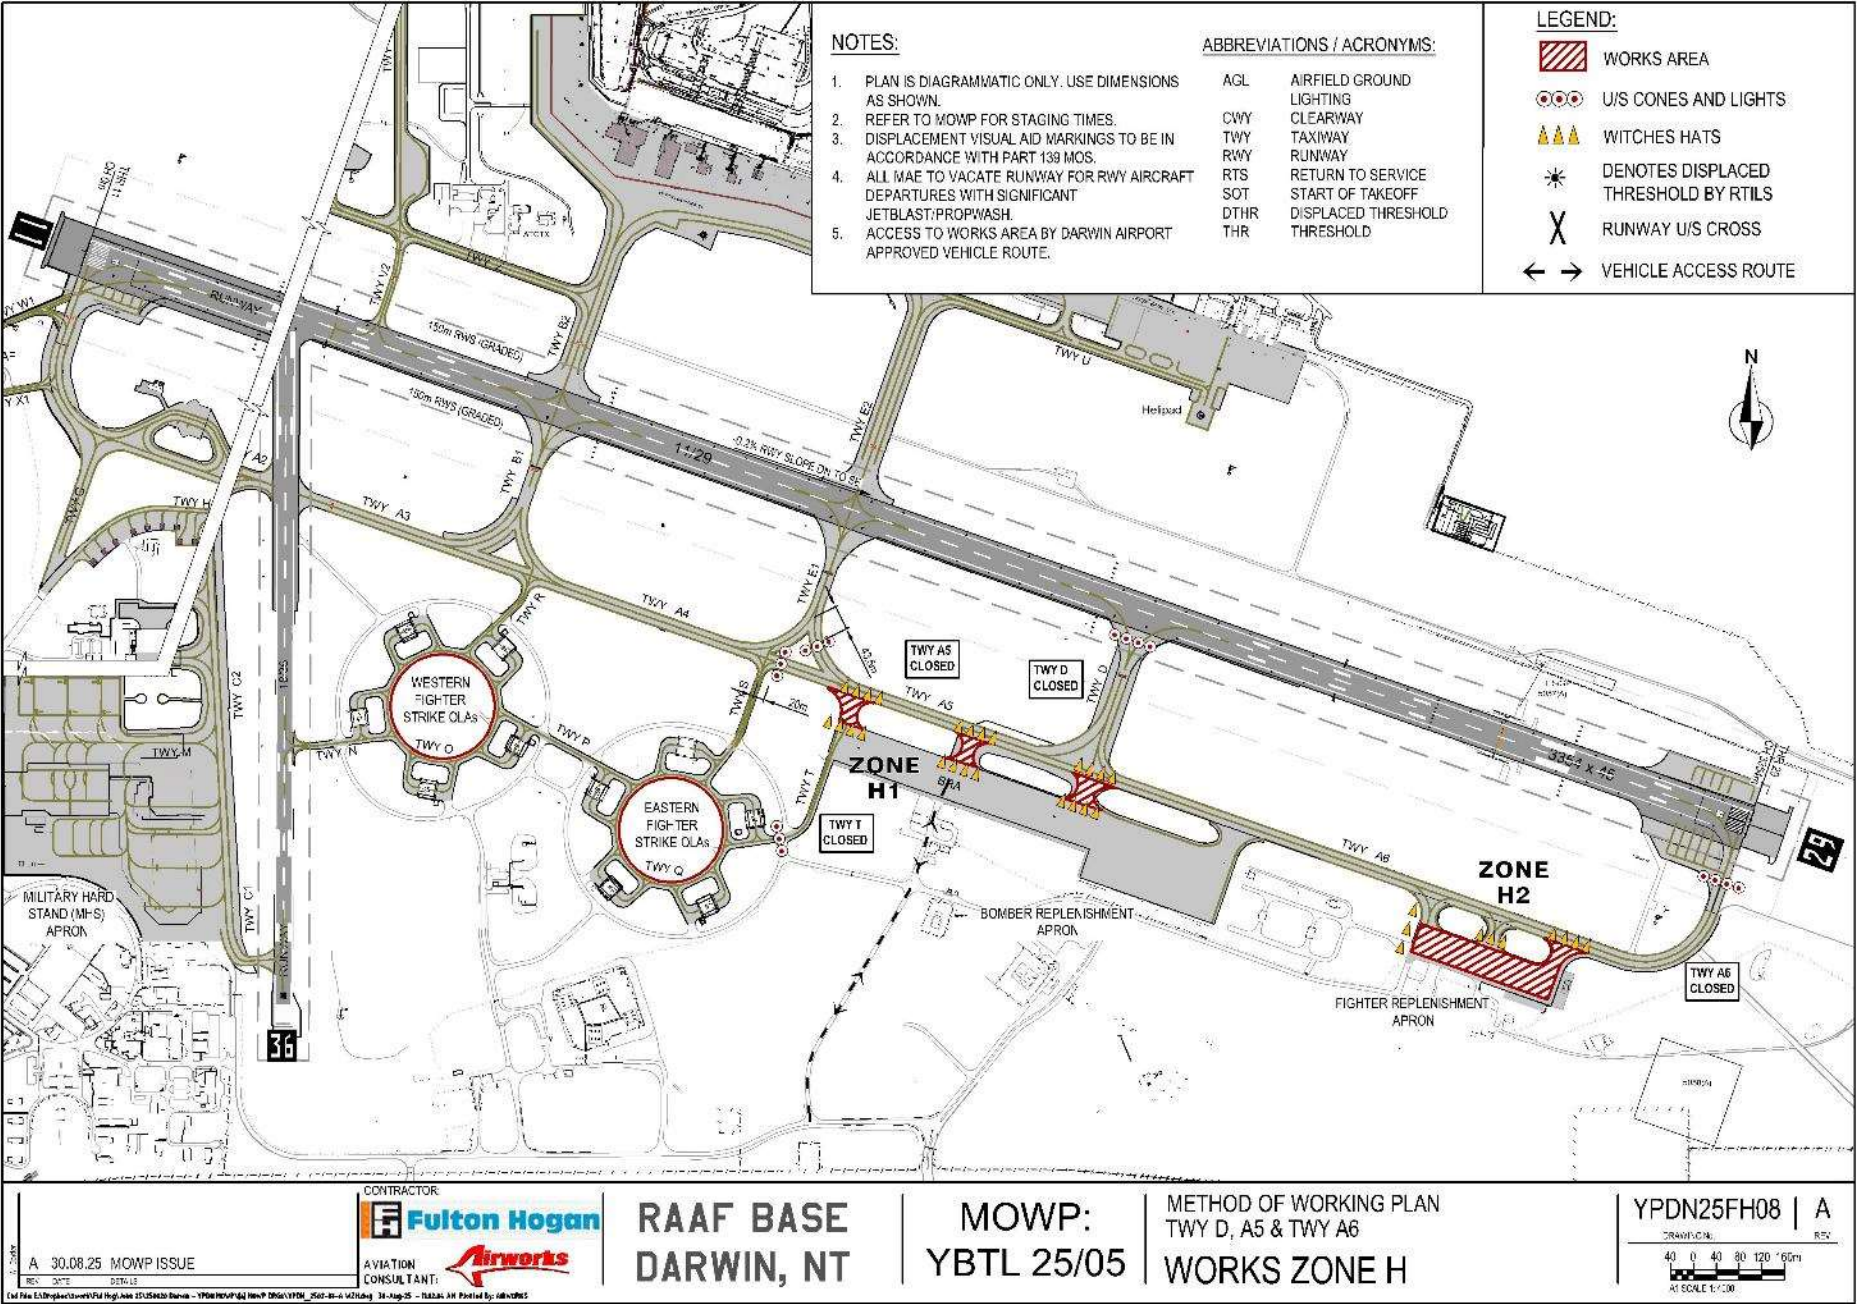 NOTES:
1. PLAN IS DIAGRAMMATIC ONLY. USE DIMENSIONS
AS SHOWN.
2. REFER TO MOWP FOR STAGING TIMES.
3. DISPLACEMENT VISUAL AID MARKINGS TO BE IN
ACCORDANCE WITH PART 139 MOS.
4. ALL MAE TO VACATE RUNWAY FOR RWY AIRCRAFT
DEPARTURES WITH SIGNIFICANT
JETBLAST/PROPWASH.
5. ACCESS TO WORKS AREA BY DARWIN AIRPORT
APPROVED VEHICLE ROUTE.
ABBREVIATIONS / ACRONYMS:
AGL AIRFIELD GROUND
LIGHTING
CWY CLEARWAY
TWY TAXIWAY
RWY RUNWAY
RTS RETURN TO SERVICE
SOT START OF TAKEOFF
DTHR DISPLACED THRESHOLD
THR THRESHOLD
LEGEND:
WORKS AREA
U/S CONES AND LIGHTS
WITCHES HATS
DENOTES DISPLACED
THRESHOLD BY RTILS
RUNWAY U/S CROSS
VEHICLE ACCESS ROUTE
N
11
RUNWAY
TWY V2
TWY B2
150m RWS (GRADED)
150m RWS (GRADED)
TWY B1
11/29
-0.2% RWY SLOPE DN TO SE
TWY E2
TWY U
Helipad
TWY H
TWY A3
TWY A4
TWY E1
TWY R
43.5m
TWY A5
CLOSED
TWY D
CLOSED
TWY A5
TWY D
TWY S
20m
WESTERN
FIGHTER
STRIKE OLAs
TWY O
TWY N
TWY P
TWY C2
TWY M
EASTERN
FIGHTER
STRIKE OLAs
TWY Q
TWY T
TWY T
CLOSED
ZONE
H1
BRA
3354 x 45
TWY A6
ZONE
H2
29
TWY A6
CLOSED
MILITARY HARD
STAND (MHS)
APRON
TWY C1
RUNWAY
36
BOMBER REPLENISHMENT
APRON
FIGHTER REPLENISHMENT
APRON
A 30.08.25 MOWP ISSUE
REV DATE DETAILS
CONTRACTOR:
Fulton Hogan
AVIATION
CONSULTANT:
Airworks
RAAF BASE
DARWIN, NT
MOWP:
YBTL 25/05
METHOD OF WORKING PLAN
TWY D, A5 & TWY A6
WORKS ZONE H
YPDN25FH08 A
DRAWING No. REV
40 0 40 80 120 160m